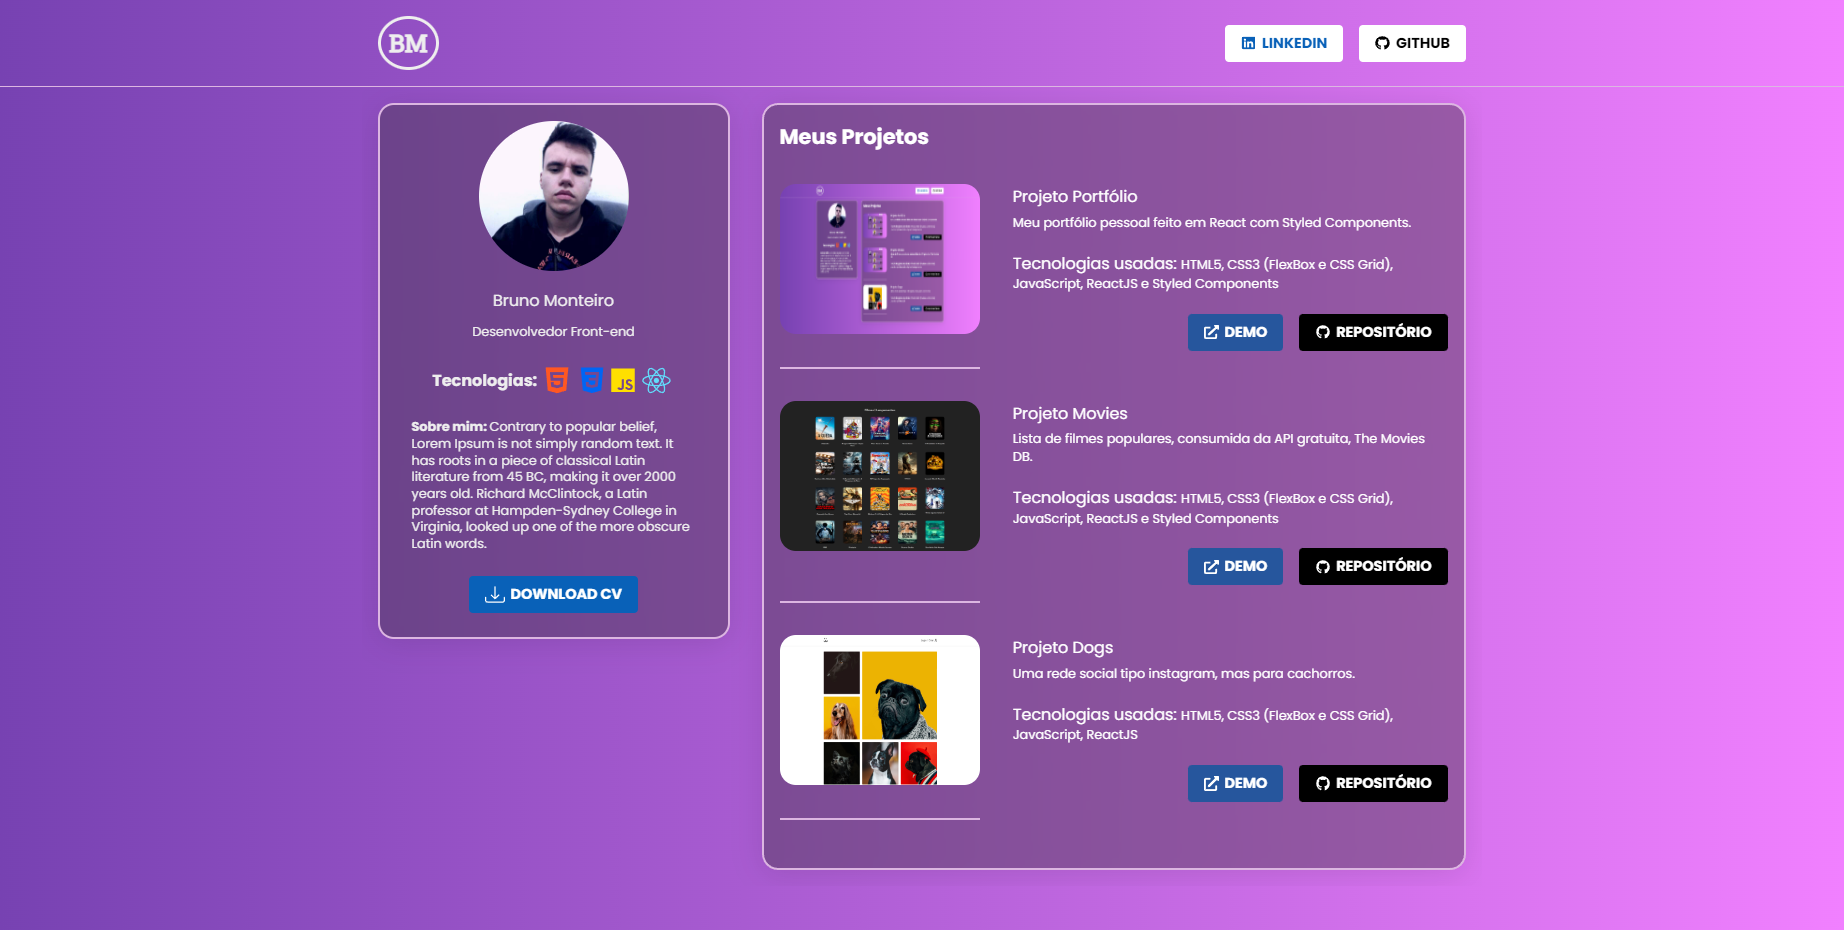 BM
LINKEDIN
GITHUB
Bruno Monteiro
Desenvolvedor Front-end
Tecnologias: 5 3 JS
Sobre mim: Contrary to popular belief,
Lorem Ipsum is not simply random text. It
has roots in a piece of classical Latin
literature from 45 BC, making it over 2000
years old. Richard McClintock, a Latin
professor at Hampden-Sydney College in
Virginia, looked up one of the more obscure
Latin words.
DOWNLOAD CV
Meus Projetos
Projeto Portfólio
Meu portfólio pessoal feito em React com Styled Components.
Tecnologias usadas: HTML5, CSS3 (FlexBox e CSS Grid),
JavaScript, ReactJS e Styled Components
DEMO
REPOSITÓRIO
Projeto Movies
Lista de filmes populares, consumida da API gratuita, The Movies
DB.
Tecnologias usadas: HTML5, CSS3 (FlexBox e CSS Grid),
JavaScript, ReactJS e Styled Components
DEMO
REPOSITÓRIO
Projeto Dogs
Uma rede social tipo instagram, mas para cachorros.
Tecnologias usadas: HTML5, CSS3 (FlexBox e CSS Grid),
JavaScript, ReactJS
DEMO
REPOSITÓRIO